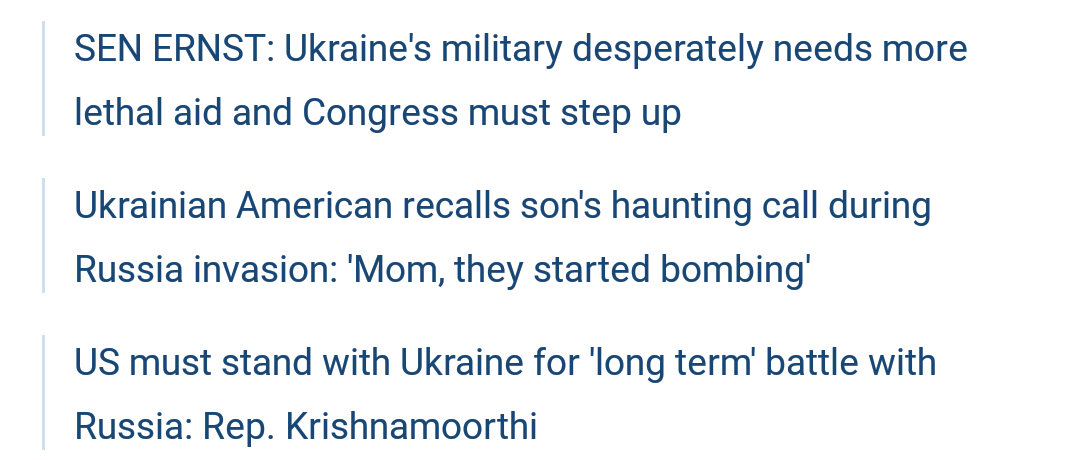 SEN ERNST: Ukraine's military desperately needs more
lethal aid and Congress must step up
Ukrainian American recalls son's haunting call during
Russia invasion: 'Mom, they started bombing'
US must stand with Ukraine for 'long term' battle with
Russia: Rep. Krishnamoorthi